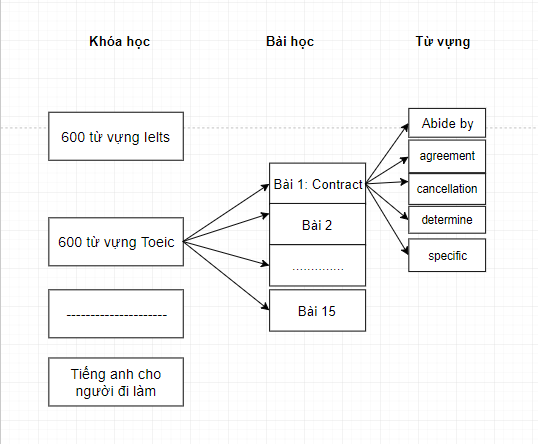 Khóa học
Bài học
Từ vựng
600 từ vựng Ielts
600 từ vựng Toeic
---------------------
Tiếng anh cho
người đi làm
Bài 1: Contract
Bài 2
..............
Bài 15
Abide by
agreement
cancellation
determine
specific